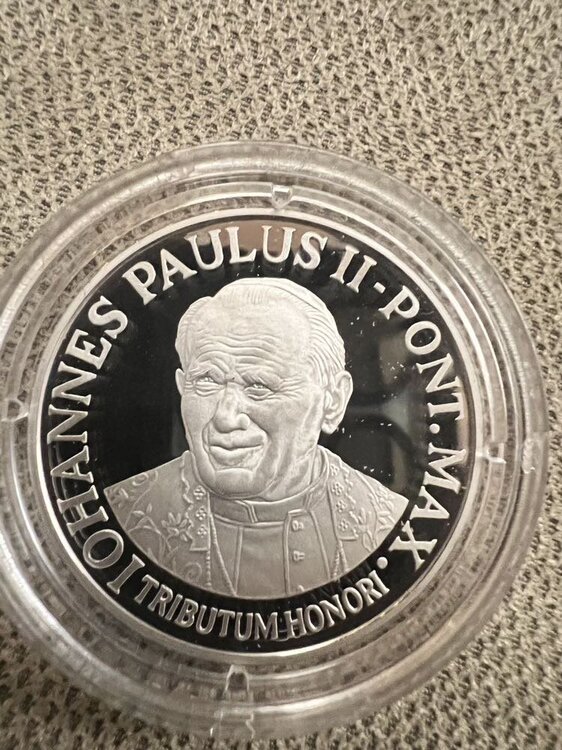 IOHANNES PAULUS II - PONT. MAX.
TRIBUTUM HONORI